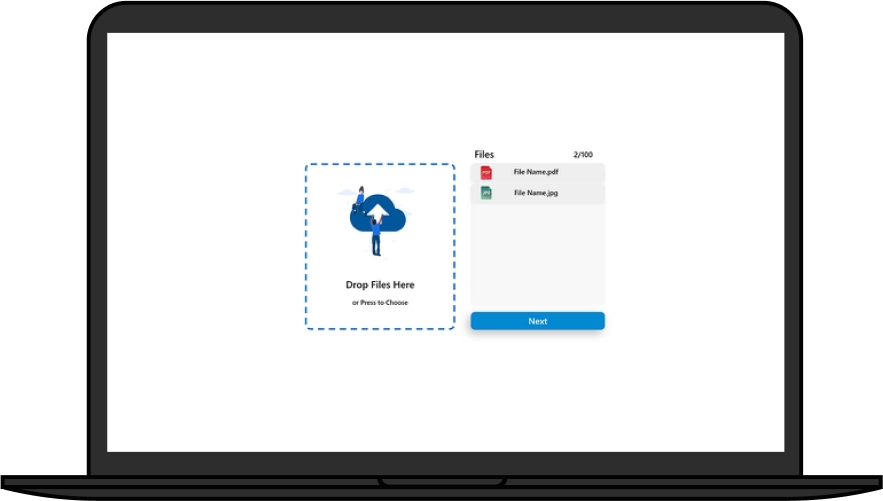 Files 2/100
PDF File Name.pdf
JPG File Name.jpg
Drop Files Here
or Press to Choose
Next